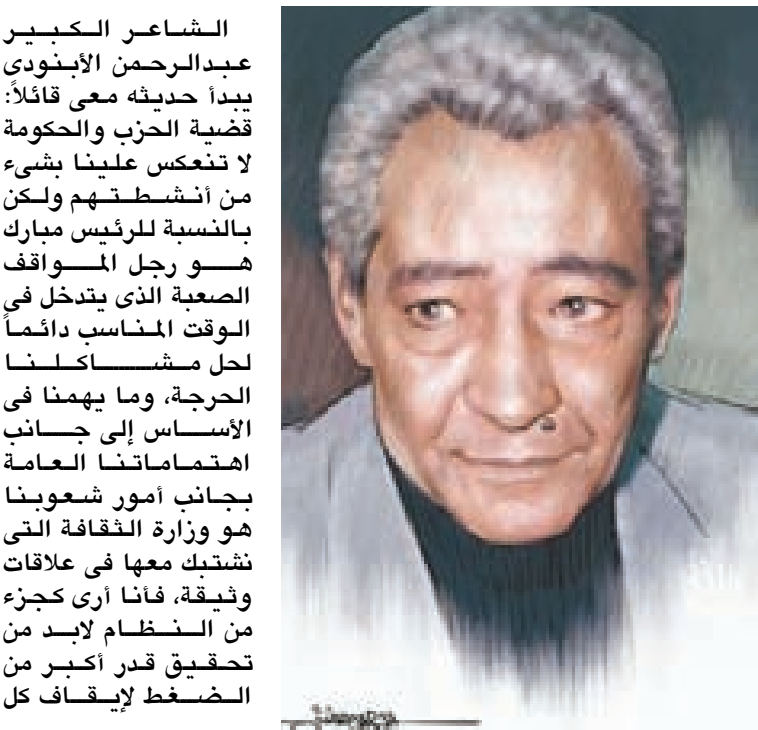 الشاعر الكبير
عبدالرحمن الأبنودى
يبدأ حديثه معى قائلاً:
قضية الحزب والحكومة
لا تنعكس علينا بشىء
من أنشطتهم ولكن
بالنسبة للرئيس مبارك
هو رجل المواقف
الصعبة الذى يتدخل فى
الوقت المناسب دائماً
لحل مشاكلنا
الحرجة، وما يهمنا فى
الأساس إلى جانب
اهتماماتنا العامة
بجانب أمور شعوبنا
هو وزارة الثقافة التى
نشتبك معها فى علاقات
وثيقة، فأنا أرى كجزء
من النظام لابد من
تحقيق قدر أكبر من
الضغط لإيقاف كل